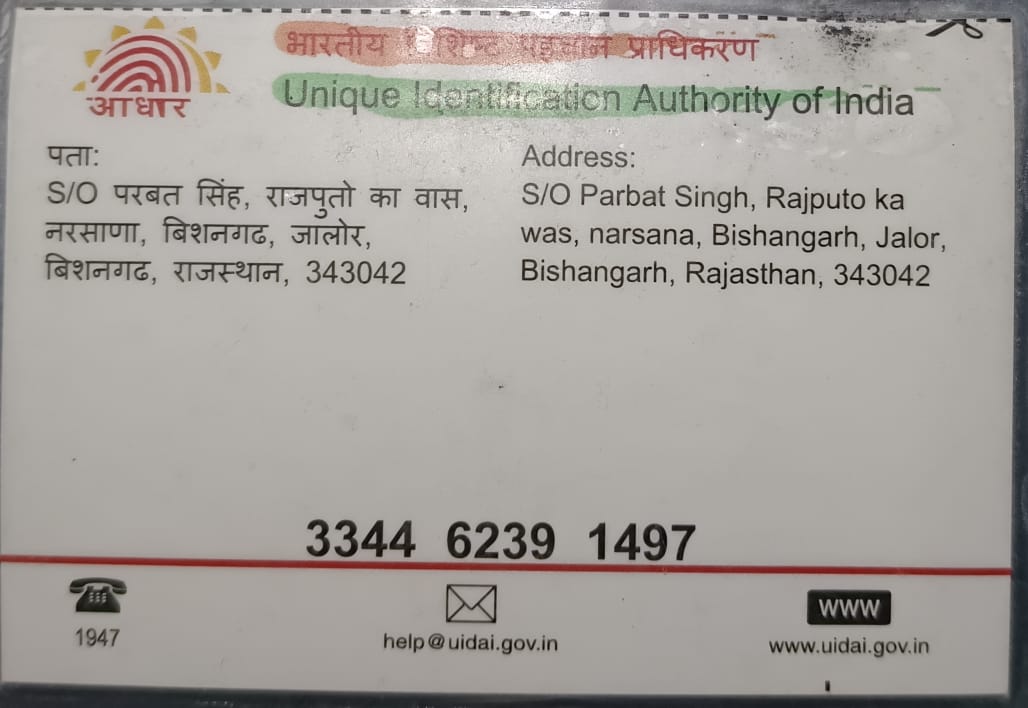 आधार
भारतीय विशिष्ट पहचान प्राधिकरण
Unique Identification Authority of India
पता:
S/O परबत सिंह, राजपुतो का वास,
नरसाणा, बिशनगढ, जालोर,
बिशनगढ, राजस्थान, 343042
Address:
S/O Parbat Singh, Rajputo ka
was, narsana, Bishangarh, Jalor,
Bishangarh, Rajasthan, 343042
3344 6239 1497
1947
help@uidai.gov.in
WWW
www.uidai.gov.in